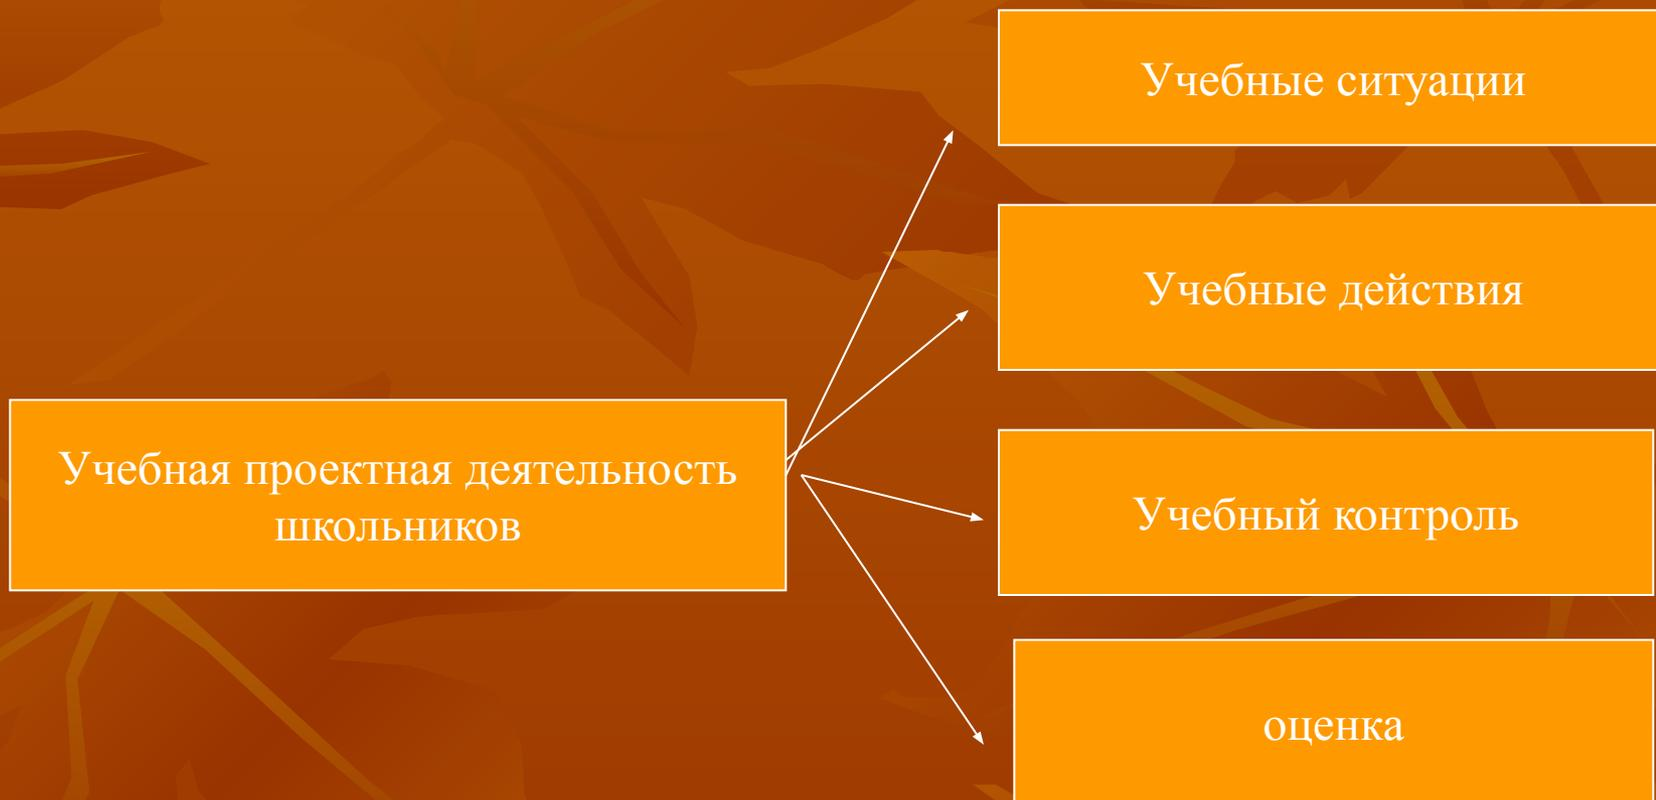 Учебные ситуации
Учебные действия
Учебная проектная деятельность
школьников
Учебный контроль
оценка